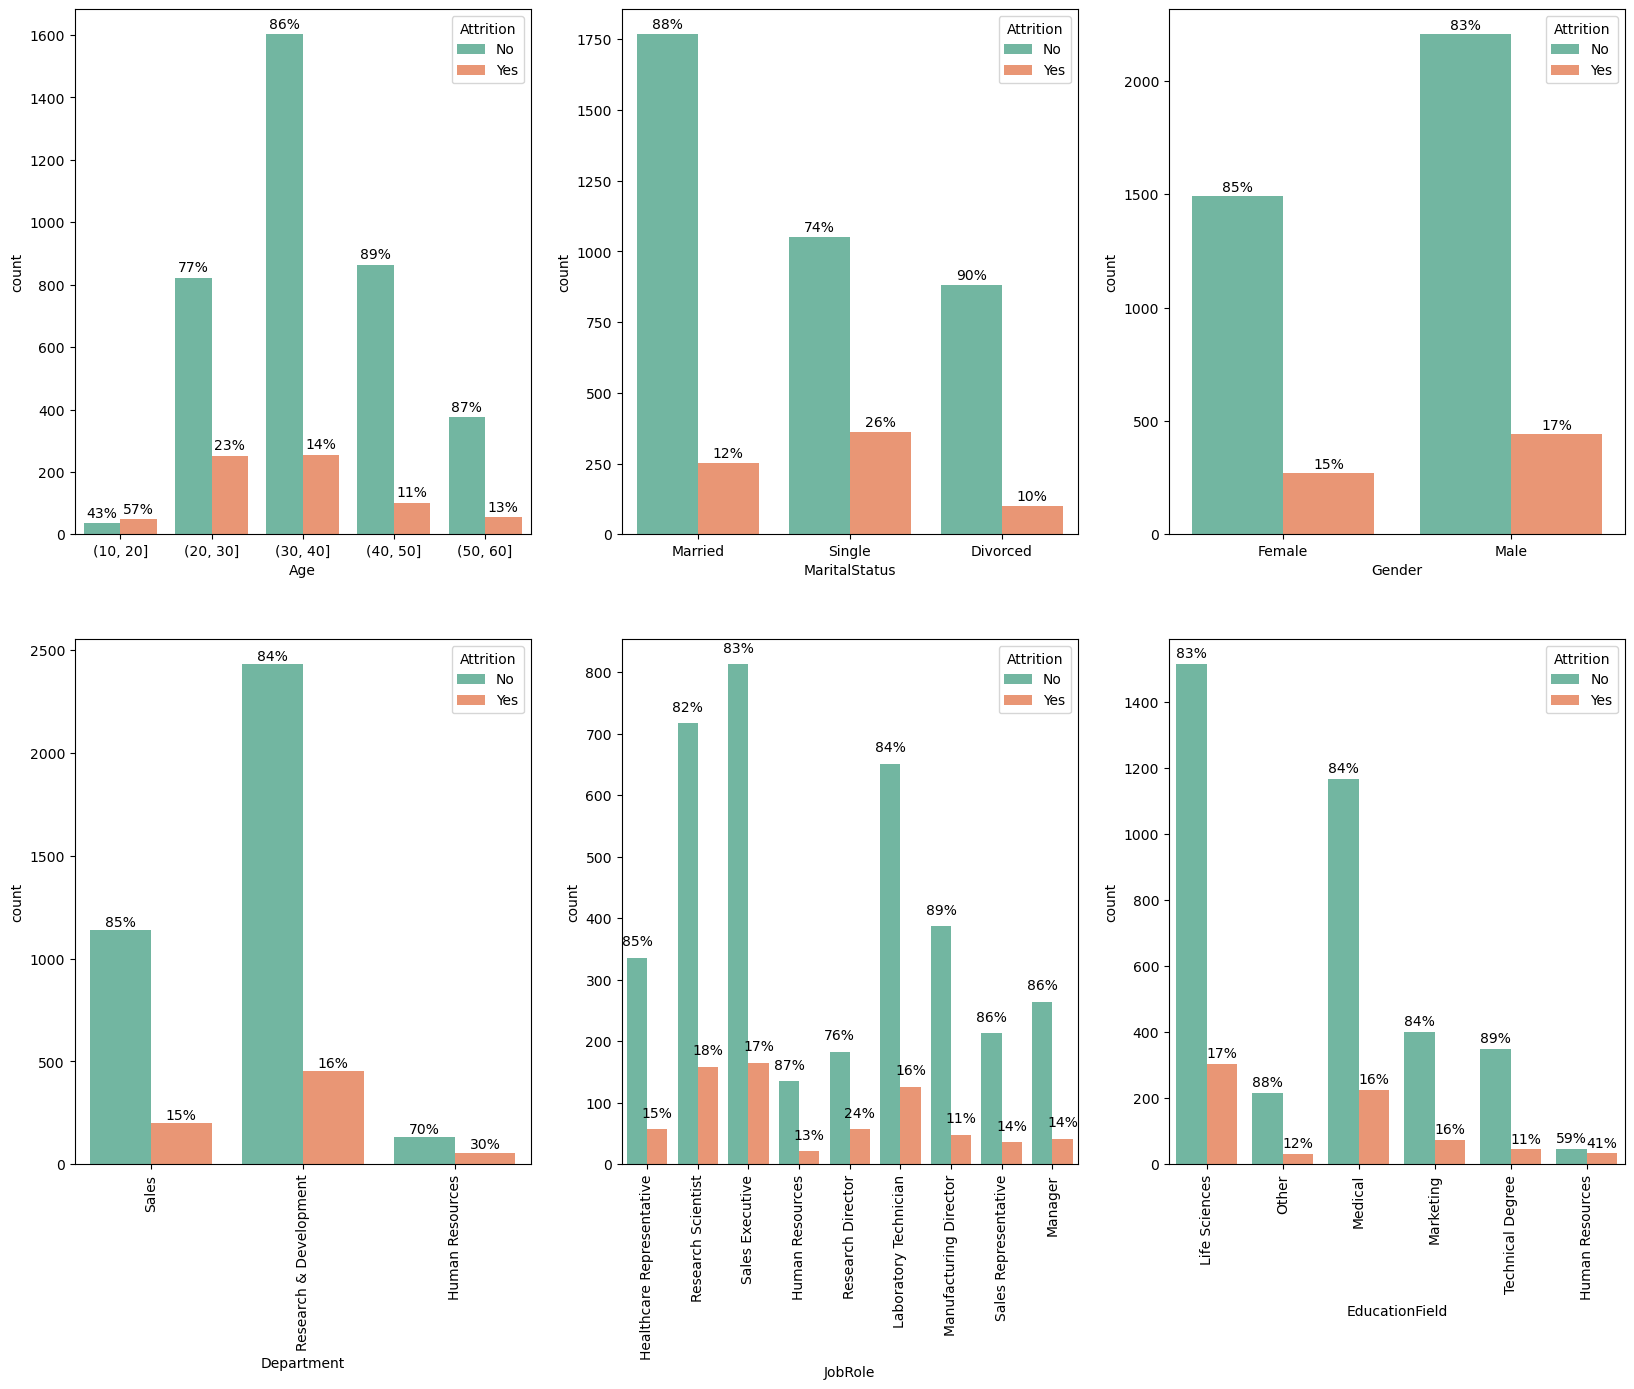 86%
1600
1400
1200
1000
800
600
400
200
0
count
Attrition
No
Yes
89%
77%
87%
23%
14%
11%
13%
43%
57%
(10, 20]
(20, 30]
(30, 40]
(40, 50]
(50, 60]
Age
88%
1750
1500
1250
1000
750
500
250
0
count
Attrition
No
Yes
74%
90%
26%
12%
10%
Married
Single
Divorced
MaritalStatus
83%
2000
1500
1000
500
0
count
Attrition
No
Yes
85%
17%
15%
Female
Male
Gender
2500
2000
1500
1000
500
0
count
84%
Attrition
No
Yes
85%
15%
16%
70%
30%
Sales
Research & Development
Human Resources
Department
83%
800
700
600
500
400
300
200
100
0
count
Attrition
No
Yes
82%
84%
89%
85%
86%
86%
76%
87%
18%
17%
15%
13%
24%
16%
11%
14%
14%
Healthcare Representative
Research Scientist
Sales Executive
Human Resources
Research Director
Laboratory Technician
Manufacturing Director
Sales Representative
Manager
JobRole
83%
1400
1200
1000
800
600
400
200
0
count
Attrition
No
Yes
84%
84%
89%
88%
17%
16%
12%
16%
11%
59%
41%
Life Sciences
Other
Medical
Marketing
Technical Degree
Human Resources
EducationField